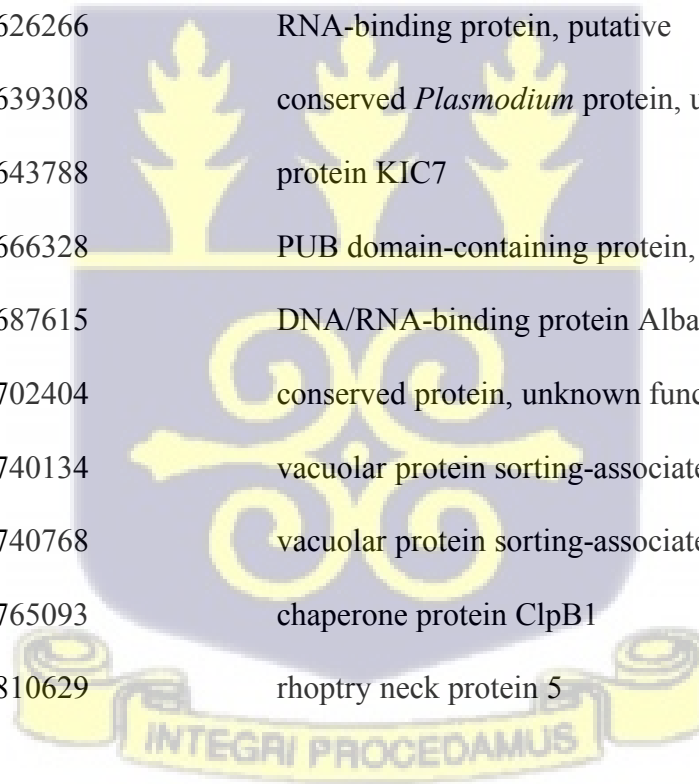 626266 RNA-binding protein, putative
639308 conserved Plasmodium protein, u
643788 protein KIC7
666328 PUB domain-containing protein,
687615 DNA/RNA-binding protein Alba
702404 conserved protein, unknown func
740134 vacuolar protein sorting-associate
740768 vacuolar protein sorting-associate
765093 chaperone protein ClpB1
810629 rhoptry neck protein 5
INTEGRI PROCEDAMUS